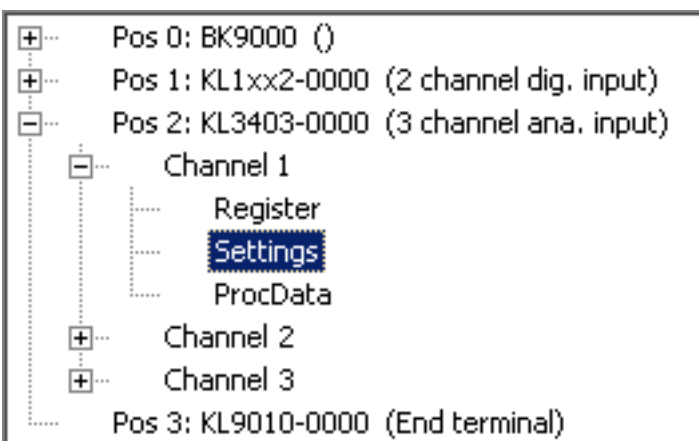 Pos 0: BK9000 ()
Pos 1: KL1xx2-0000 (2 channel dig. input)
Pos 2: KL3403-0000 (3 channel ana. input)
Channel 1
Register
Settings
ProcData
Channel 2
Channel 3
Pos 3: KL9010-0000 (End terminal)